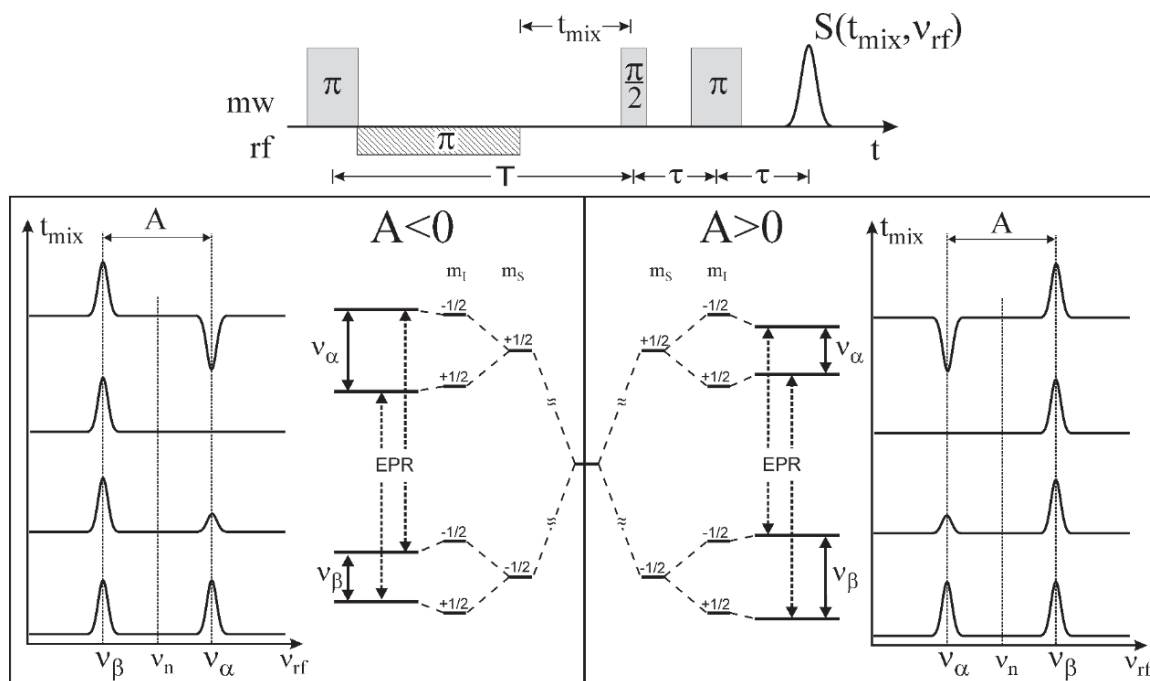 t_mix
S(t_mix,ν_rf)
π
π/2
π
mw
rf
π
t
T
τ
τ
t_mix
A
A<0
m_I
m_S
-1/2
+1/2
+1/2
ν_α
EPR
-1/2
-1/2
+1/2
ν_β
ν_β
ν_n
ν_α
ν_rf
A>0
m_S
m_I
-1/2
+1/2
+1/2
ν_α
EPR
-1/2
-1/2
+1/2
ν_β
t_mix
A
ν_α
ν_n
ν_β
ν_rf